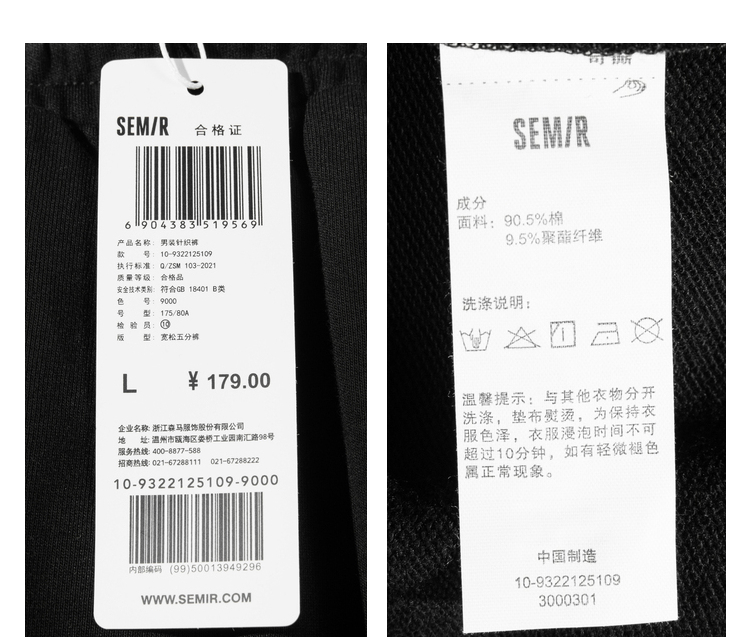 SEM/R 合格证
6 904383 519569
产品名称: 男装针织裤
款号: 10-9322125109
执行标准: Q/ZSM 103-2021
质量等级: 合格品
安全技术类别: 符合GB 18401 B类
色号: 9000
号型: 175/80A
检验员: 10
版型: 宽松五分裤
L ¥ 179.00
企业名称: 浙江森马服饰股份有限公司
地址: 温州市瓯海区娄桥工业园南汇路98号
服务热线: 400-8877-588
招商热线: 021-67288111 021-67288222
10-9322125109-9000
内部编码 (99)50013949296
WWW.SEMIR.COM
SEM/R
成分
面料: 90.5%棉
9.5%聚酯纤维
洗涤说明:
温馨提示: 与其他衣物分开
洗涤, 垫布熨烫, 为保持衣
服色泽, 衣服浸泡时间不可
超过10分钟, 如有轻微褪色
属正常现象。
中国制造
10-9322125109
3000301